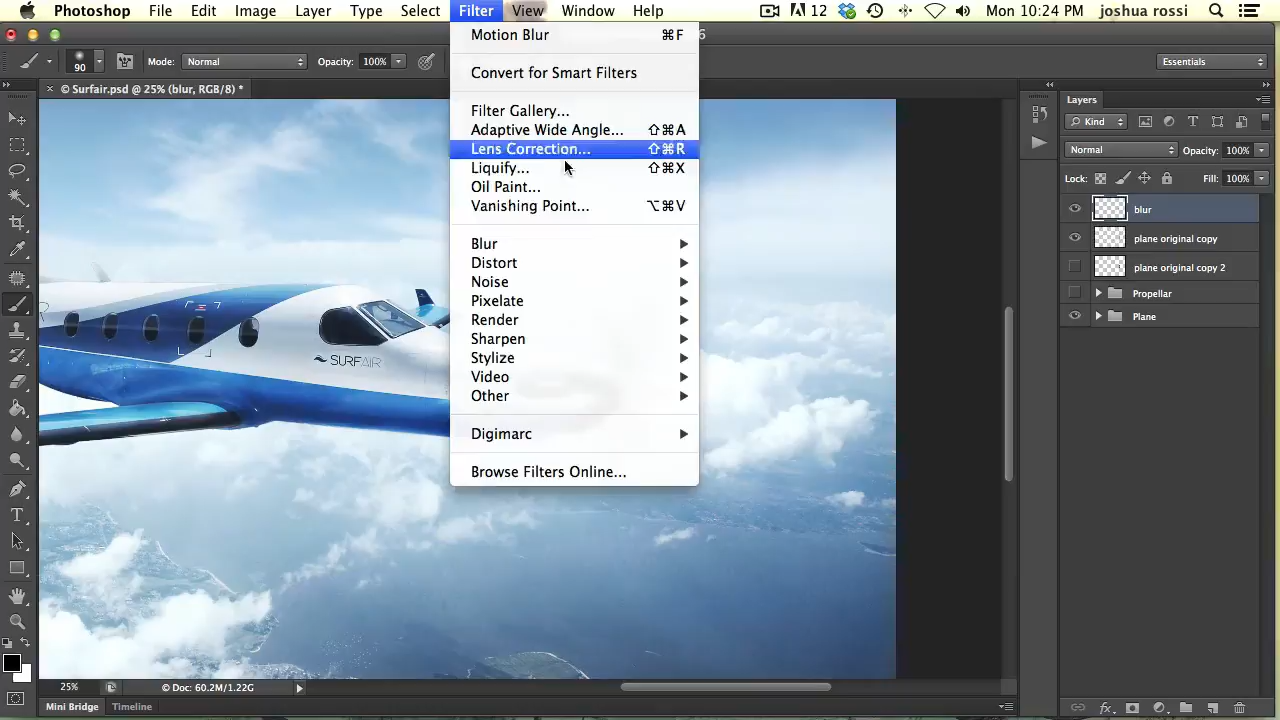 Photoshop File Edit Image Layer Type Select Filter View Window Help 12 Mon 10:24 PM joshua rossi
6
90 Mode: Normal Opacity: 100% Essentials
× © Surfair.psd @ 25% (blur, RGB/8) *
Motion Blur ⌘F
Convert for Smart Filters
Filter Gallery...
Adaptive Wide Angle... ⇧⌘A
Lens Correction... ⇧⌘R
Liquify... ⇧⌘X
Oil Paint...
Vanishing Point... ⌥⌘V
Blur
Distort
Noise
Pixelate
Render
Sharpen
Stylize
Video
Other
Digimarc
Browse Filters Online...
SURFAIR
Layers
Kind
Normal Opacity: 100%
Lock: Fill: 100%
blur
plane original copy
plane original copy 2
Propellar
Plane
25% © Doc: 60.2M/1.22G
Mini Bridge Timeline